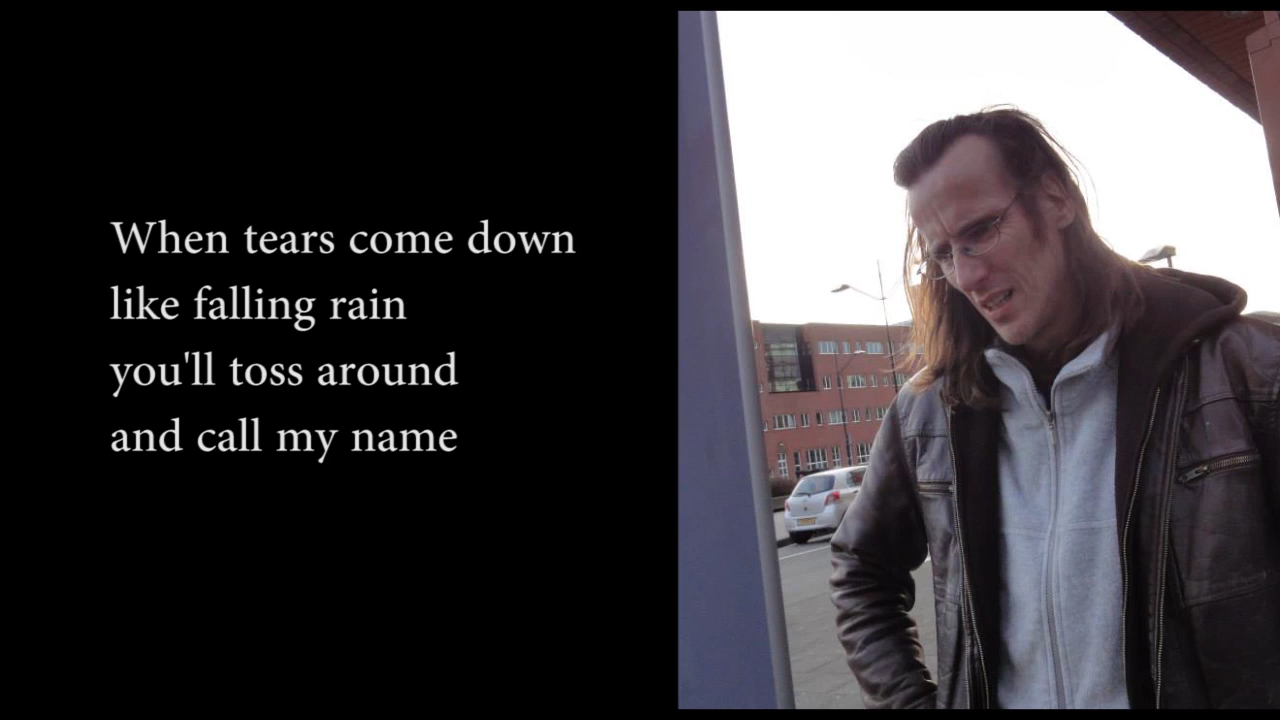 When tears come down
like falling rain
you'll toss around
and call my name